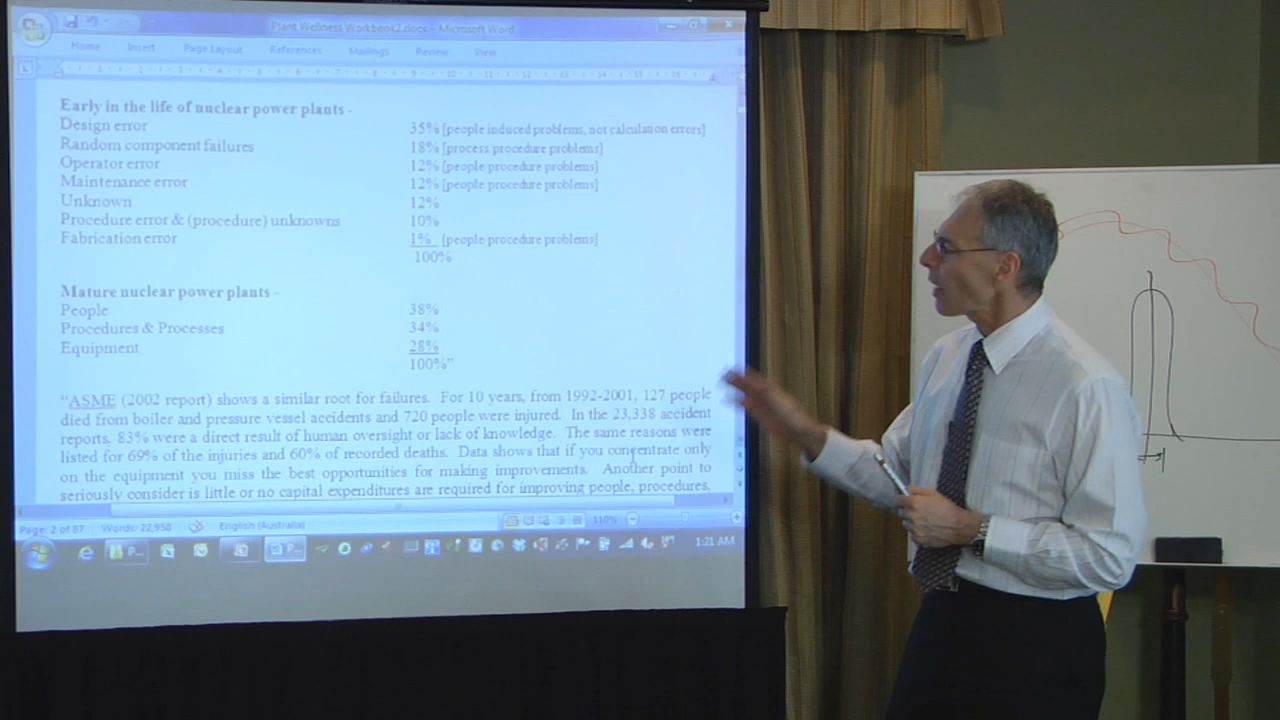 Plant Wellness Workbook2.docx - Microsoft Word
Home Insert Page Layout References Mailings Review View
Early in the life of nuclear power plants -
Design error 35% [people induced problems, not calculation errors]
Random component failures 18% [process procedure problems]
Operator error 12% [people/procedure problems]
Maintenance error 12% [people/procedure problems]
Unknown 12%
Procedure error & (procedure) unknowns 10%
Fabrication error 1% [people/procedure problems]
100%
Mature nuclear power plants -
People 38%
Procedures & Processes 34%
Equipment 28%
100%"
"ASME (2002 report) shows a similar root for failures. For 10 years, from 1992-2001, 127 people
died from boiler and pressure vessel accidents and 720 people were injured. In the 23,338 accident
reports, 83% were a direct result of human oversight or lack of knowledge. The same reasons were
listed for 69% of the injuries and 60% of recorded deaths. Data shows that if you concentrate only
on the equipment you miss the best opportunities for making improvements. Another point to
seriously consider is little or no capital expenditures are required for improving people, procedures,
Page: 2 of 87 Words: 22,958 English (Australia) 110%
P... P... 1:21 AM